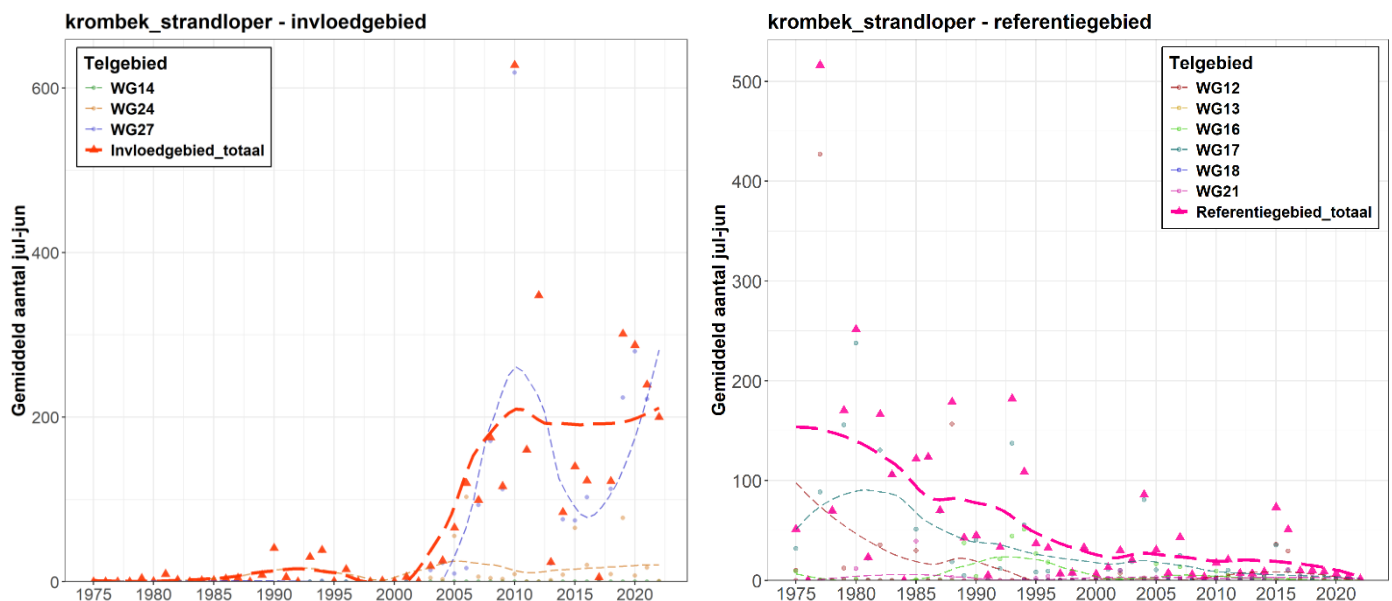 krombek_strandloper - invloedgebied
Gemiddeld aantal jul-jun
600
400
200
0
Telgebied
WG14
WG24
WG27
Invloedgebied_totaal
1975 1980 1985 1990 1995 2000 2005 2010 2015 2020
krombek_strandloper - referentiegebied
Gemiddeld aantal jul-jun
500
400
300
200
100
0
Telgebied
WG12
WG13
WG16
WG17
WG18
WG21
Referentiegebied_totaal
1975 1980 1985 1990 1995 2000 2005 2010 2015 2020